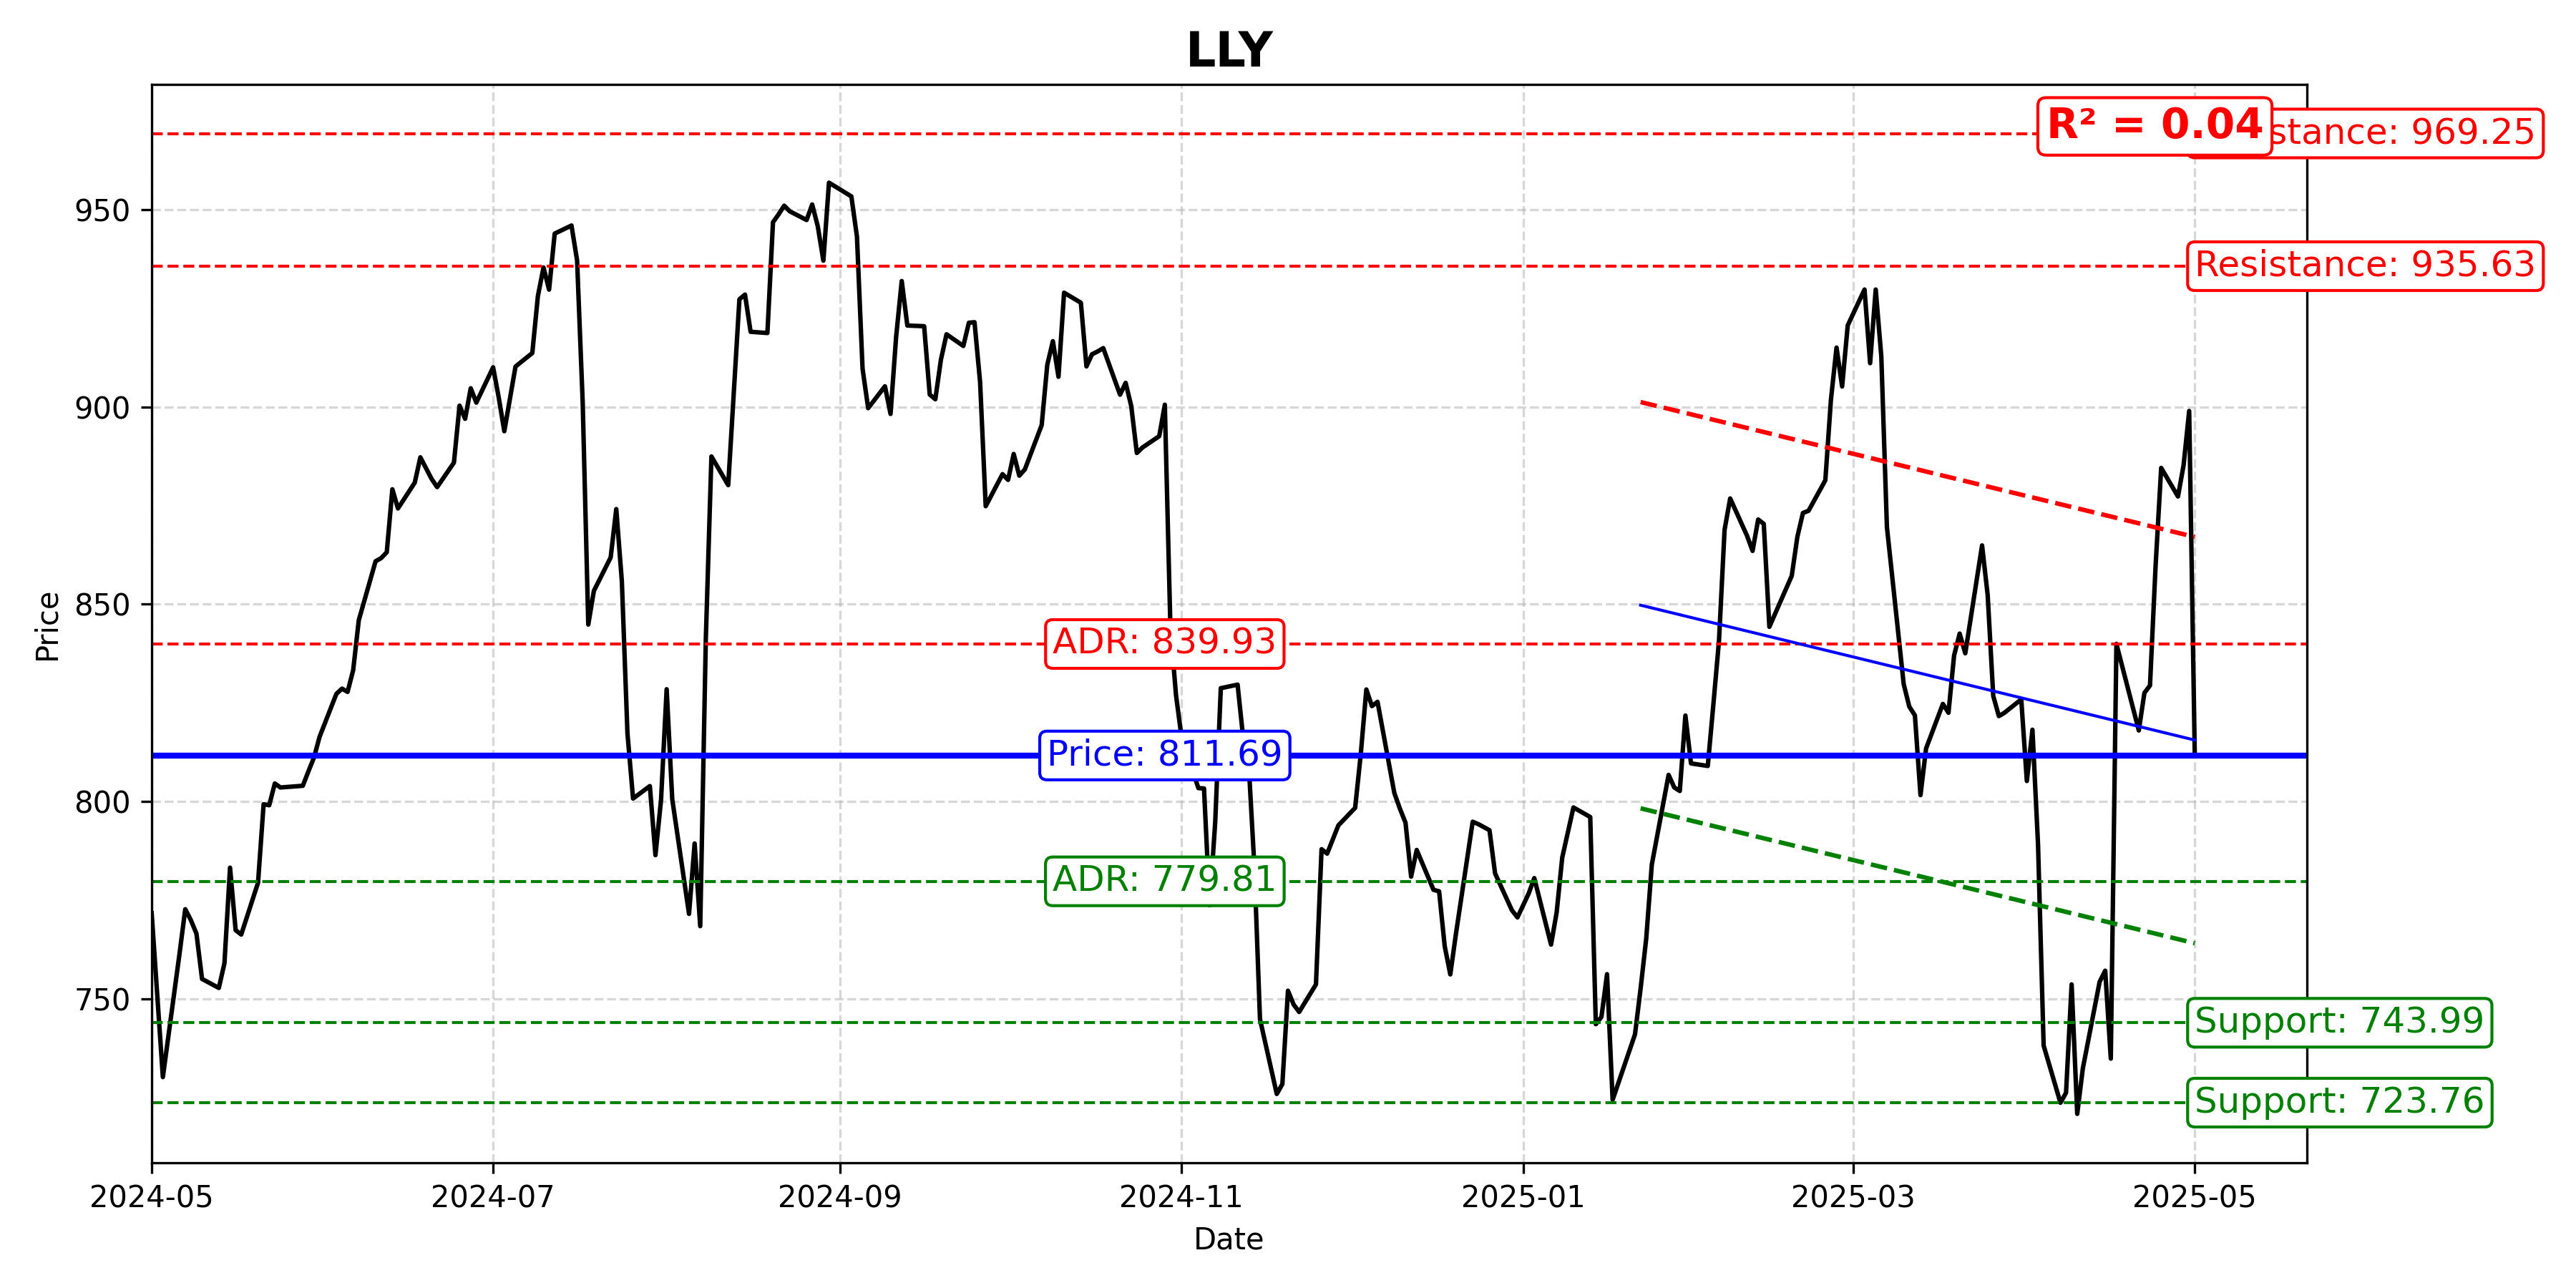 LLY
R² = 0.04
stance: 969.25
950
Resistance: 935.63
900
850
ADR: 839.93
Price
Price: 811.69
800
ADR: 779.81
750
Support: 743.99
Support: 723.76
2024-05 2024-07 2024-09 2024-11 2025-01 2025-03 2025-05
Date